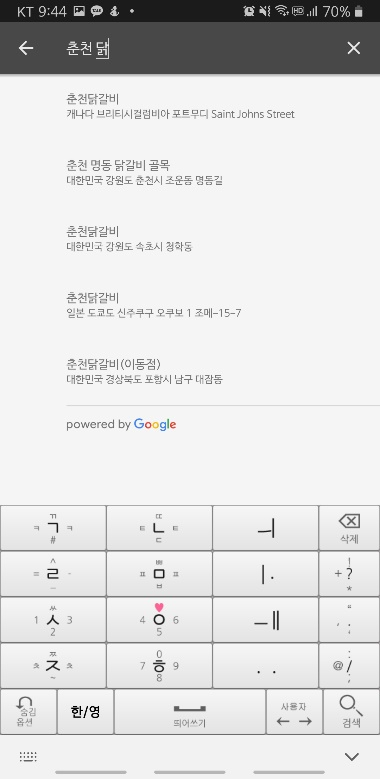 KT 9:44 70%
춘천 닭
춘천닭갈비
캐나다 브리티시컬럼비아 포트무디 Saint Johns Street
춘천 명동 닭갈비 골목
대한민국 강원도 춘천시 조운동 명동길
춘천닭갈비
대한민국 강원도 속초시 청학동
춘천닭갈비
일본 도쿄도 신주쿠구 오쿠보 1 조메−15−7
춘천닭갈비(이동점)
대한민국 경상북도 포항시 남구 대잠동
powered by Google
ㄲ ㄸ
ㅋ ㄱ ㅋ ㅌ ㄴ ㅌ ㅢ
# ㄷ 삭제
^ ㅃ !
= ㄹ - ㅍ ㅁ ㅍ ㅣ. + ?
ㅂ *
ㅆ ♥
1 ㅅ 3 4 ㅇ 6 ㅡㅔ
2 5
0
ㅊ ㅈ ㅊ 7 ㅎ 9 . . @ /
~ 8
숨김 옵션 한/영 띄어쓰기 사용자 ← → 검색